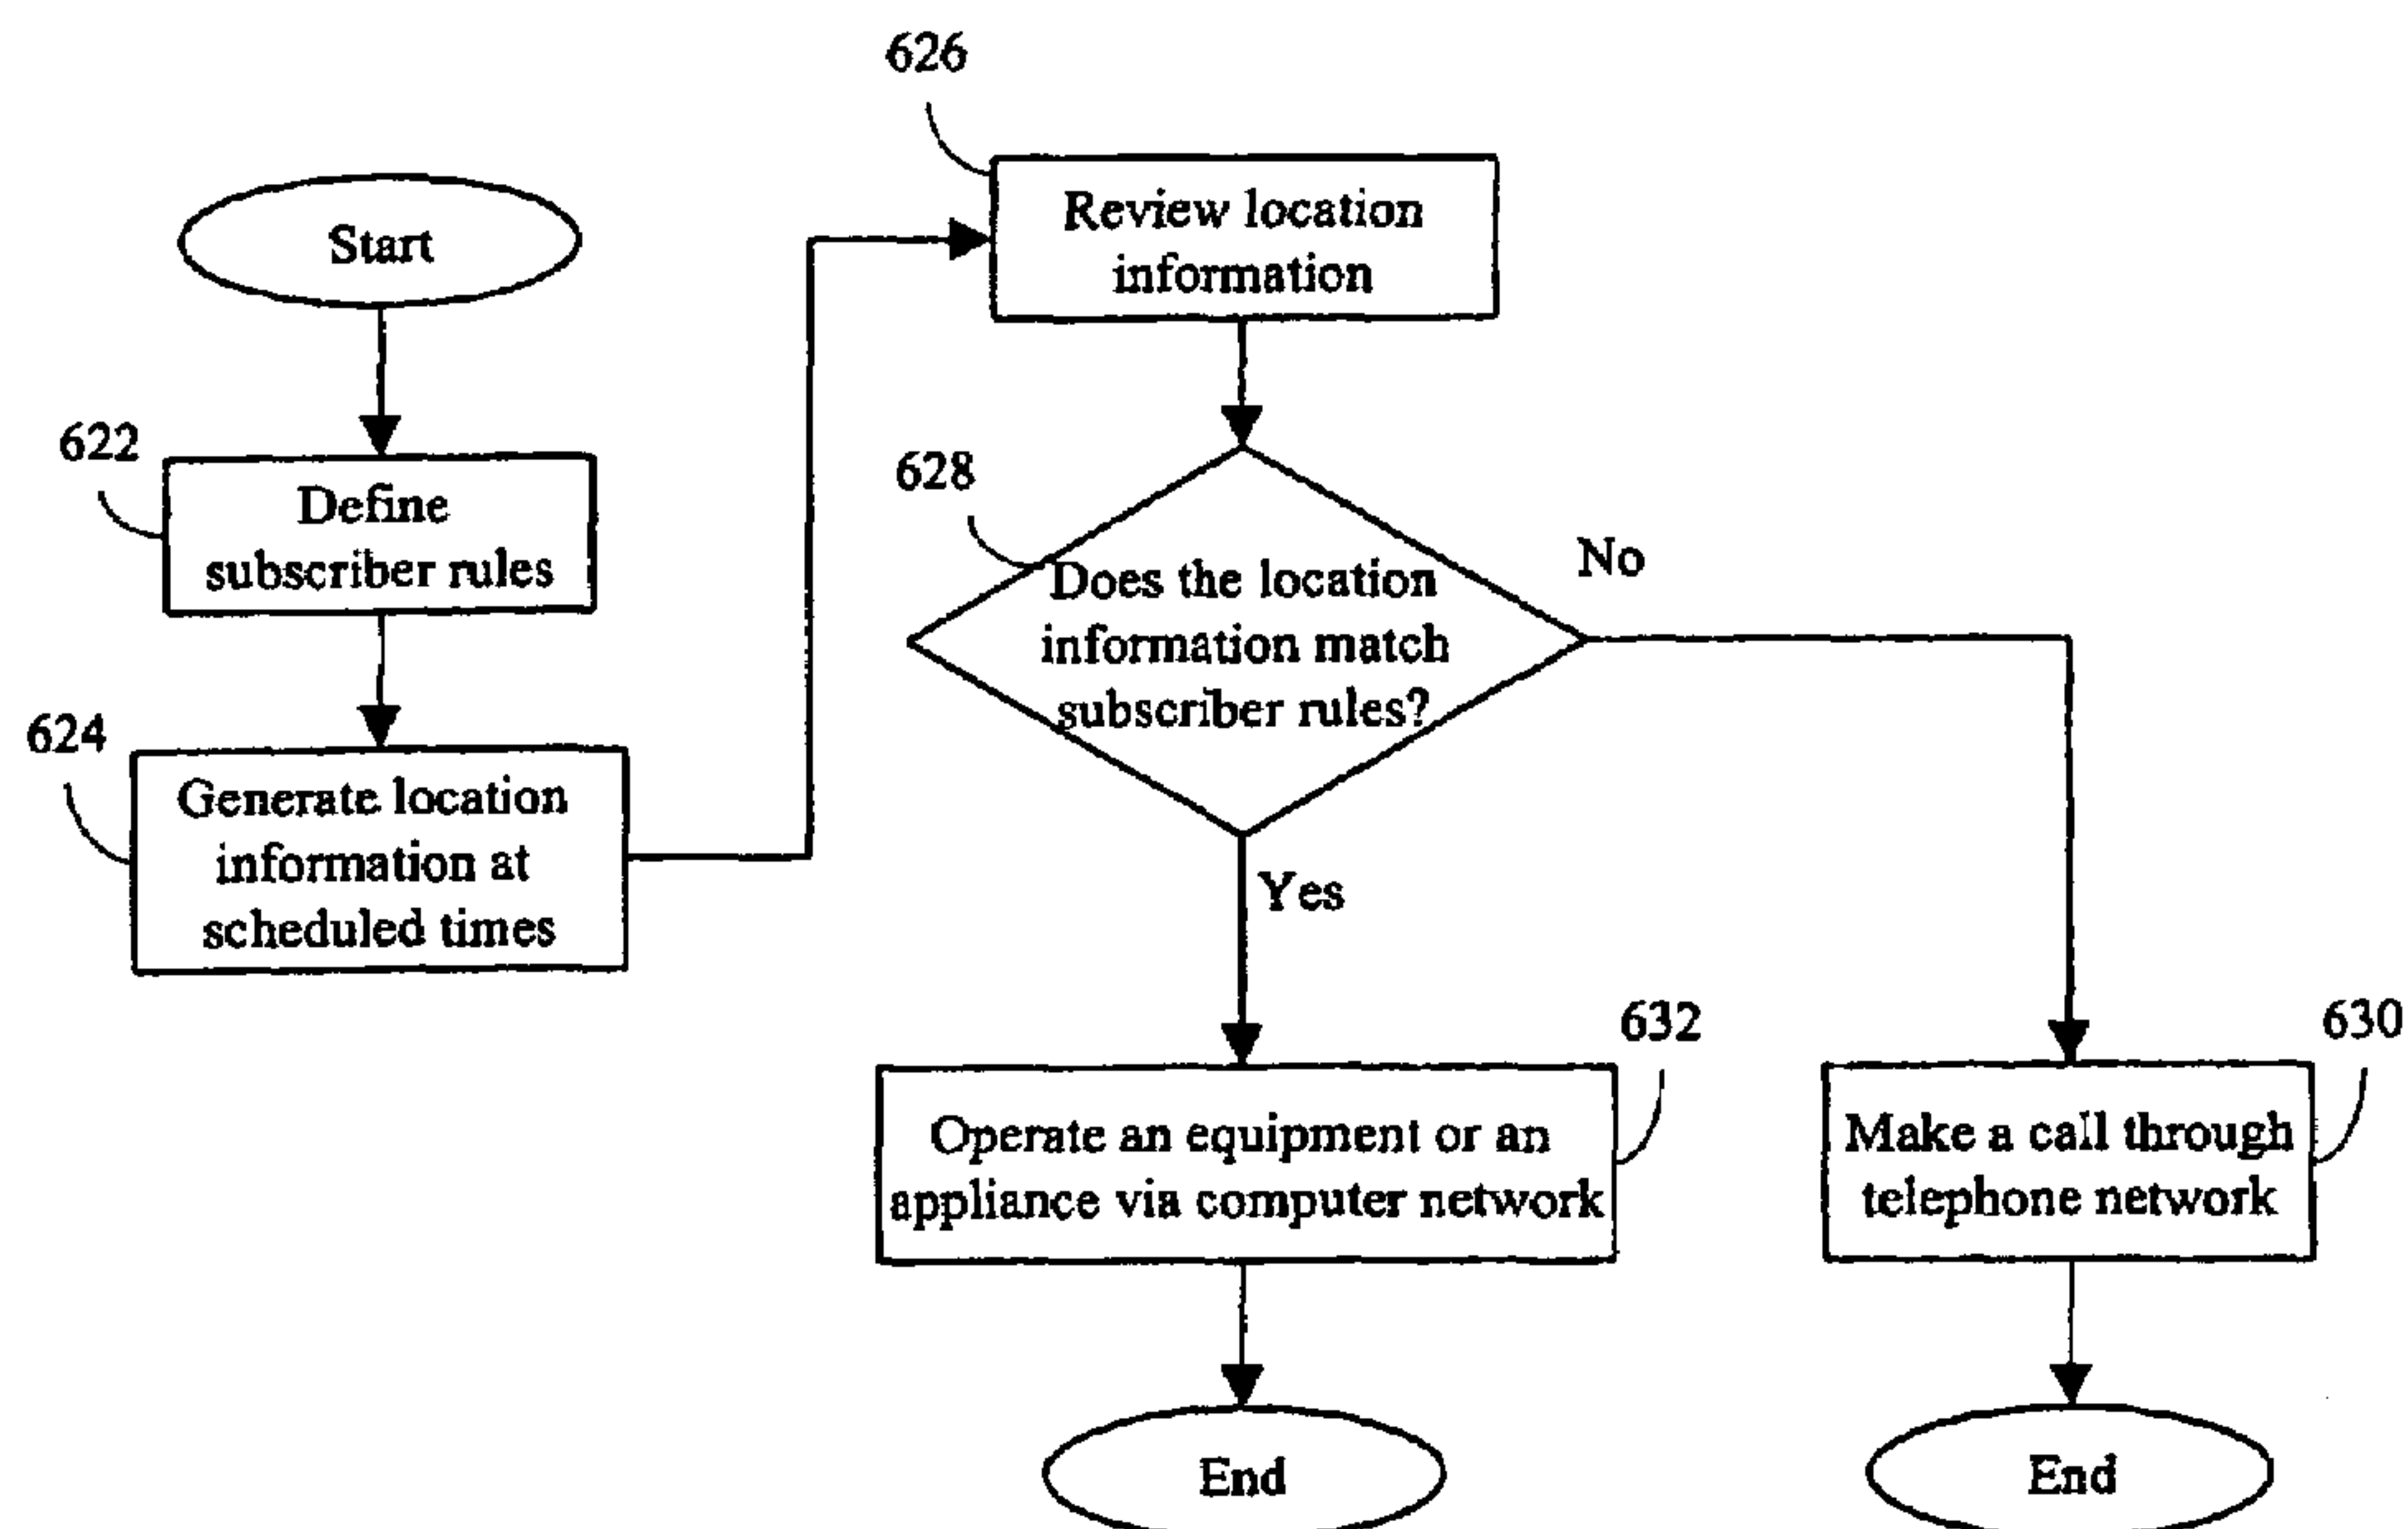 Start
622
Define
subscriber rules
624
Generate location
information at
scheduled times
626
Review location
information
628
Does the location
information match
subscriber rules?
No
Yes
632
Operate an equipment or an
appliance via computer network
630
Make a call through
telephone network
End
End